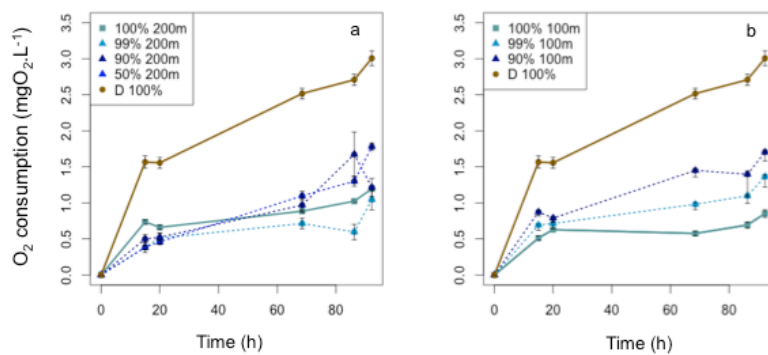 a
100% 200m
99% 200m
90% 200m
50% 200m
D 100%
O2 consumption (mgO2-L-1)
3.5
3.0
2.5
2.0
1.5
1.0
0.5
0.0
0 20 40 60 80
Time (h)
b
100% 100m
99% 100m
90% 100m
D 100%
3.5
3.0
2.5
2.0
1.5
1.0
0.5
0.0
0 20 40 60 80
Time (h)